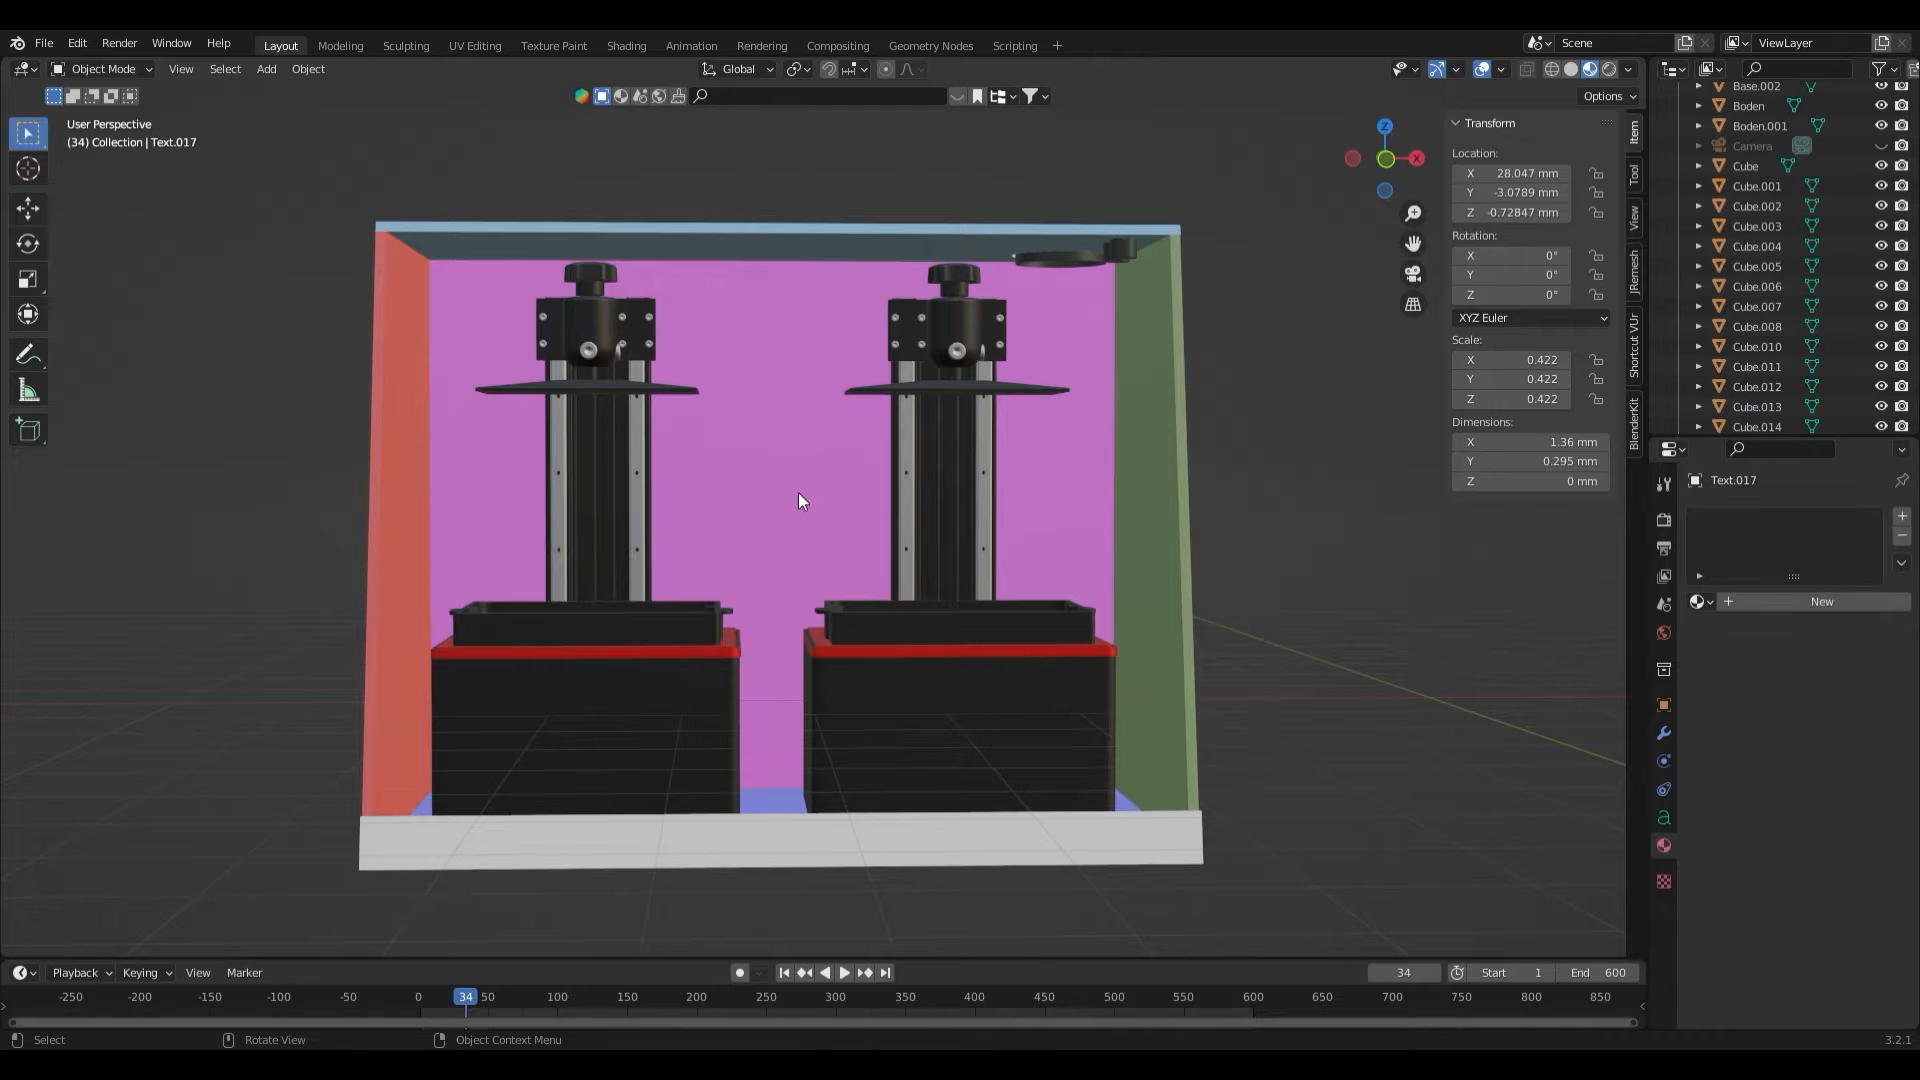 File Edit Render Window Help Layout Modeling Sculpting UV Editing Texture Paint Shading Animation Rendering Compositing Geometry Nodes Scripting + Scene ViewLayer
Object Mode View Select Add Object Global
Options
User Perspective
(34) Collection | Text.017
Z
X
Transform
Location:
X 28.047 mm
Y -3.0789 mm
Z -0.72847 mm
Rotation:
X 0°
Y 0°
Z 0°
XYZ Euler
Scale:
X 0.422
Y 0.422
Z 0.422
Dimensions:
X 1.36 mm
Y 0.295 mm
Z 0 mm
Item
Tool
View
JRemesh
Shortcut VUr
BlenderKit
Base.002
Boden
Boden.001
Camera
Cube
Cube.001
Cube.002
Cube.003
Cube.004
Cube.005
Cube.006
Cube.007
Cube.008
Cube.010
Cube.011
Cube.012
Cube.013
Cube.014
Text.017
+ New
Playback Keying View Marker 34 Start 1 End 600
-250 -200 -150 -100 -50 0 34 50 100 150 200 250 300 350 400 450 500 550 600 650 700 750 800 850
Select Rotate View Object Context Menu 3.2.1